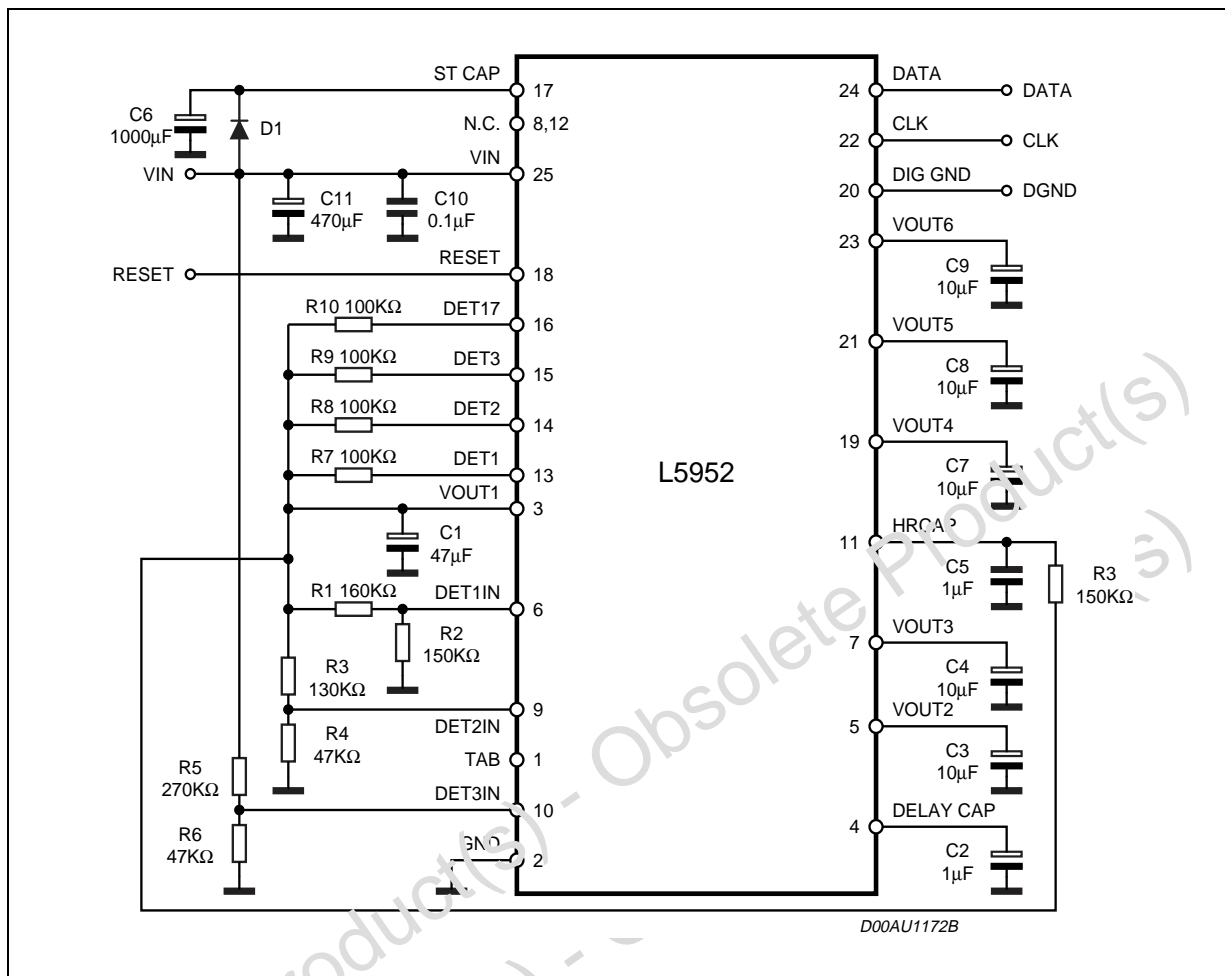 ST CAP
17
C6
1000µF
D1
N.C.
8,12
VIN
VIN
25
C11
470µF
C10
0.1µF
RESET
RESET
18
R10 100KΩ
DET17
16
R9 100KΩ
DET3
15
R8 100KΩ
DET2
14
R7 100KΩ
DET1
13
VOUT1
3
C1
47µF
R1 160KΩ
DET1IN
6
R2
150KΩ
R3
130KΩ
9
DET2IN
R4
47KΩ
TAB
1
R5
270KΩ
DET3IN
10
R6
47KΩ
GND
2
L5952
DATA
24
DATA
CLK
22
CLK
DIG GND
20
DGND
VOUT6
23
C9
10µF
VOUT5
21
C8
10µF
VOUT4
19
C7
10µF
HRCAP
11
C5
1µF
R3
150KΩ
VOUT3
7
C4
10µF
VOUT2
5
C3
10µF
DELAY CAP
4
C2
1µF
D00AU1172B
Product(s) - Obsolete Product(s)